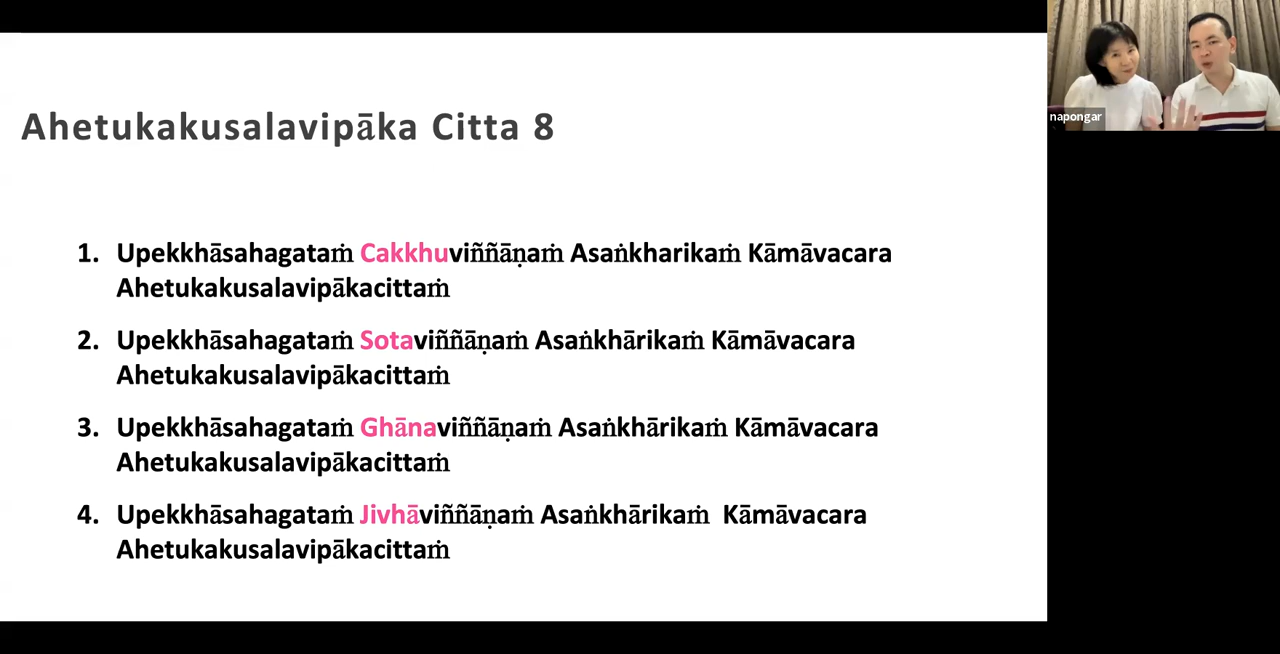 napongar
Ahetukakusalavipāka Citta 8
1. Upekkhāsahagataṁ Cakkhuviññāṇaṁ Asaṅkharikaṁ Kāmāvacara
Ahetukakusalavipākacittaṁ
2. Upekkhāsahagataṁ Sotaviññāṇaṁ Asaṅkhārikaṁ Kāmāvacara
Ahetukakusalavipākacittaṁ
3. Upekkhāsahagataṁ Ghānaviññāṇaṁ Asaṅkhārikaṁ Kāmāvacara
Ahetukakusalavipākacittaṁ
4. Upekkhāsahagataṁ Jivhāviññāṇaṁ Asaṅkhārikaṁ Kāmāvacara
Ahetukakusalavipākacittaṁ